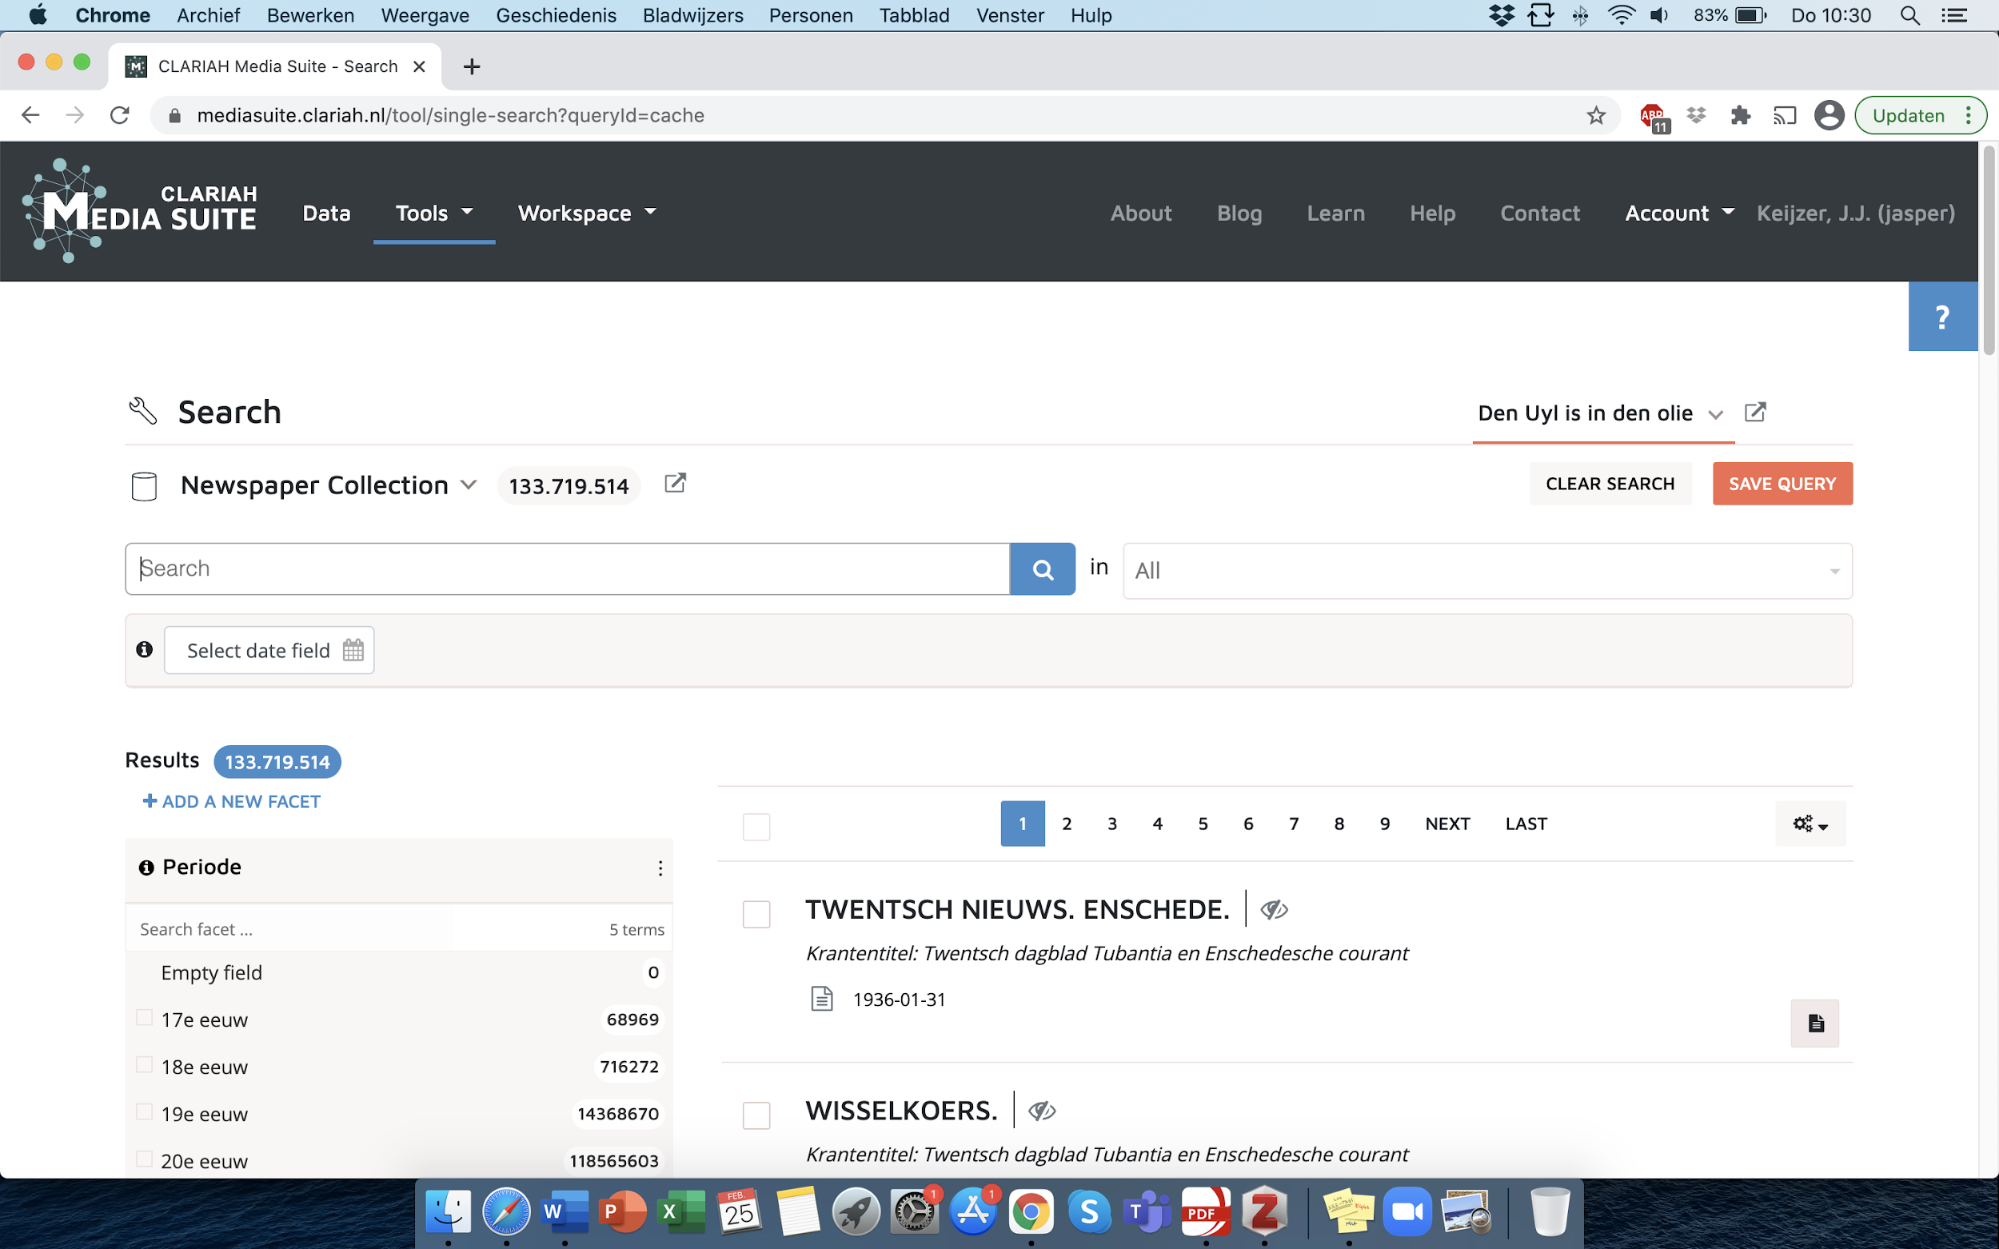 Chrome Archief Bewerken Weergave Geschiedenis Bladwijzers Personen Tabblad Venster Hulp 83% Do 10:30
CLARIAH Media Suite - Search
mediasuite.clariah.nl/tool/single-search?queryId=cache
ABP 11 Updaten
CLARIAH
MEDIA SUITE
Data Tools Workspace About Blog Learn Help Contact Account Keijzer, J.J. (jasper)
?
Search Den Uyl is in den olie
Newspaper Collection 133.719.514 CLEAR SEARCH SAVE QUERY
Search in All
Select date field
Results 133.719.514
+ ADD A NEW FACET
1 2 3 4 5 6 7 8 9 NEXT LAST
Periode
Search facet ... 5 terms
Empty field 0
17e eeuw 68969
18e eeuw 716272
19e eeuw 14368670
20e eeuw 118565603
TWENTSCH NIEUWS. ENSCHEDE.
Krantentitel: Twentsch dagblad Tubantia en Enschedesche courant
1936-01-31
WISSELKOERS.
Krantentitel: Twentsch dagblad Tubantia en Enschedesche courant
W P X FEB. 25 1 1 S T PDF Z